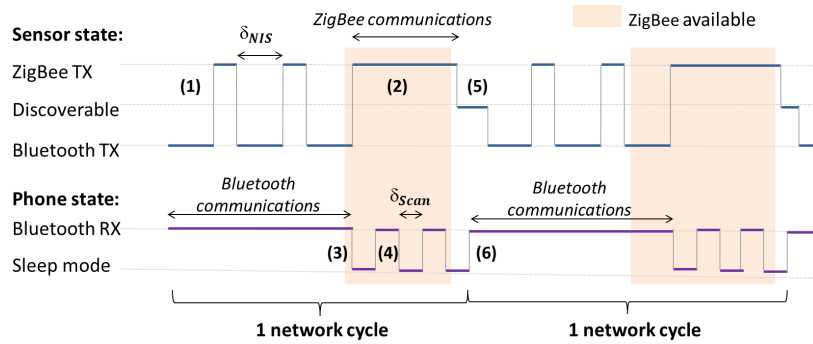 ZigBee communications
ZigBee available
Sensor state:
δNIS
ZigBee TX
(1)
(2)
(5)
Discoverable
Bluetooth TX
Phone state:
Bluetooth communications
δScan
Bluetooth communications
Bluetooth RX
(3)
(4)
(6)
Sleep mode
1 network cycle
1 network cycle